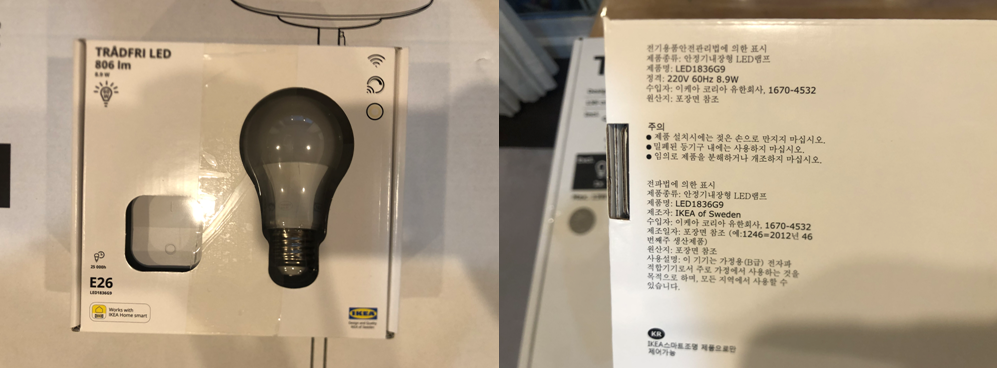 TRÅDFRI LED
806 lm
8.9 W
25 000h
E26
LED1836G9
Works with
IKEA Home smart
IKEA
Design and Quality
IKEA of Sweden
전기용품안전관리법에 의한 표시
제품종류: 안정기내장형 LED램프
제품명: LED1836G9
정격: 220V 60Hz 8.9W
수입자: 이케아 코리아 유한회사, 1670-4532
원산지: 포장면 참조
주의
● 제품 설치시에는 젖은 손으로 만지지 마십시오.
● 밀폐된 등기구 내에는 사용하지 마십시오.
● 임의로 제품을 분해하거나 개조하지 마십시오.
전파법에 의한 표시
제품종류: 안정기내장형 LED램프
제품명: LED1836G9
제조자: IKEA of Sweden
수입자: 이케아 코리아 유한회사, 1670-4532
제조일자: 포장면 참조 (예:1246=2012년 46
번째주 생산제품)
원산지: 포장면 참조
사용설명: 이 기기는 가정용(B급) 전자파
적합기기로서 주로 가정에서 사용하는 것을
목적으로 하며, 모든 지역에서 사용할 수
있습니다.
KR
IKEA스마트조명 제품으로만
제어가능